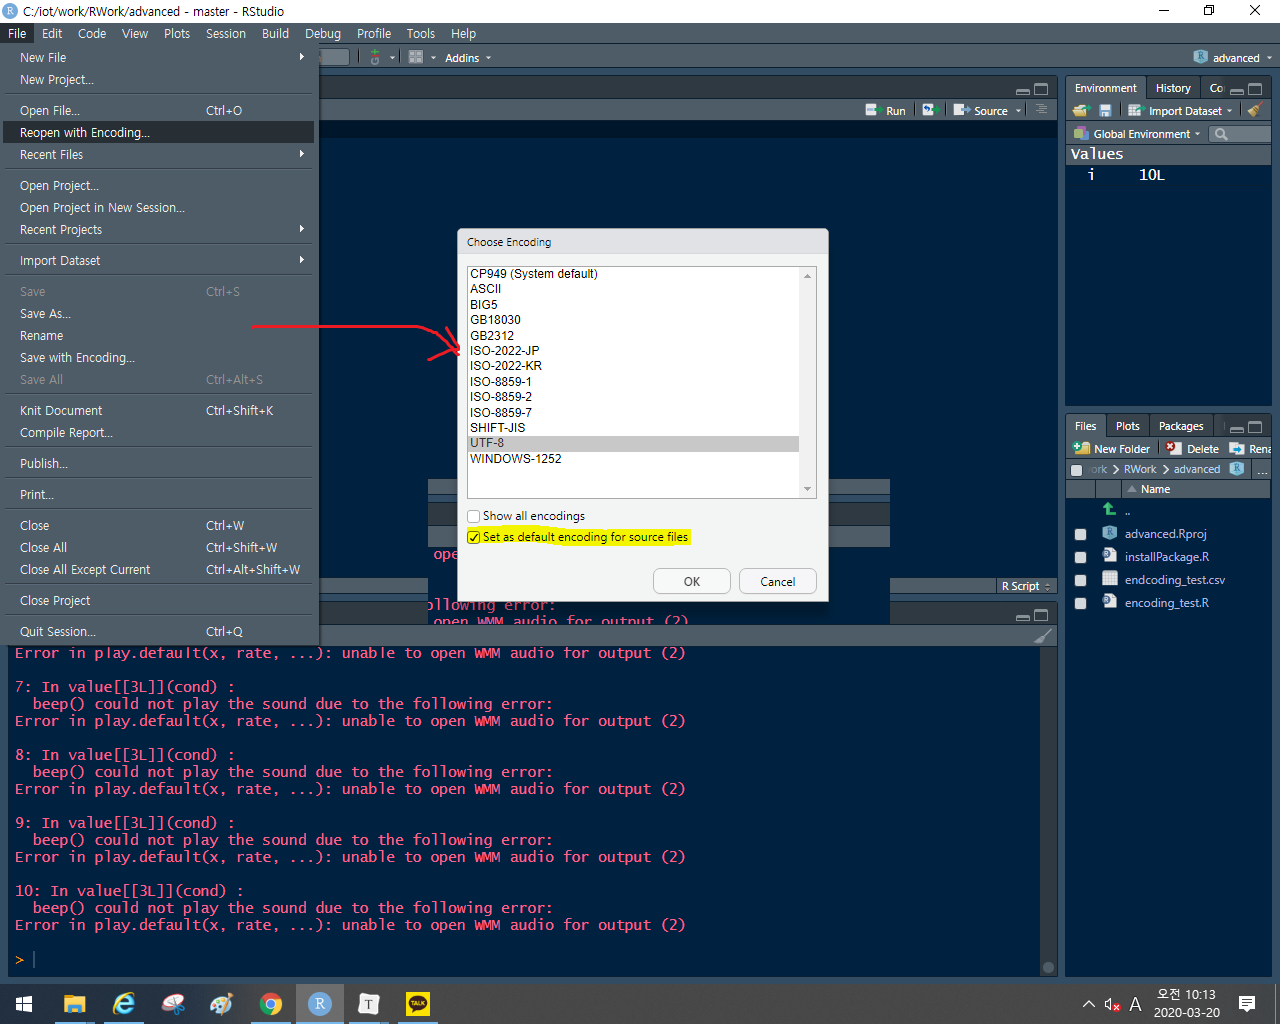 C:/iot/work/RWork/advanced - master - RStudio
File Edit Code View Plots Session Build Debug Profile Tools Help
Addins
advanced
New File
New Project...
Open File... Ctrl+O
Reopen with Encoding...
Recent Files
Open Project...
Open Project in New Session...
Recent Projects
Import Dataset
Save Ctrl+S
Save As...
Rename
Save with Encoding...
Save All Ctrl+Alt+S
Knit Document Ctrl+Shift+K
Compile Report...
Publish...
Print...
Close Ctrl+W
Close All Ctrl+Shift+W
Close All Except Current Ctrl+Alt+Shift+W
Close Project
Quit Session... Ctrl+Q
Run Source
Choose Encoding
CP949 (System default)
ASCII
BIG5
GB18030
GB2312
ISO-2022-JP
ISO-2022-KR
ISO-8859-1
ISO-8859-2
ISO-8859-7
SHIFT-JIS
UTF-8
WINDOWS-1252
Show all encodings
Set as default encoding for source files
OK Cancel
ope
ollowing error:
open WMM audio for output (2)
R Script
Error in play.default(x, rate, ...): unable to open WMM audio for output (2)
7: In value[[3L]](cond) :
beep() could not play the sound due to the following error:
Error in play.default(x, rate, ...): unable to open WMM audio for output (2)
8: In value[[3L]](cond) :
beep() could not play the sound due to the following error:
Error in play.default(x, rate, ...): unable to open WMM audio for output (2)
9: In value[[3L]](cond) :
beep() could not play the sound due to the following error:
Error in play.default(x, rate, ...): unable to open WMM audio for output (2)
10: In value[[3L]](cond) :
beep() could not play the sound due to the following error:
Error in play.default(x, rate, ...): unable to open WMM audio for output (2)
>
Environment History Co
Import Dataset
Global Environment
Values
i 10L
Files Plots Packages
New Folder Delete Rena
ork > RWork > advanced ...
Name
..
advanced.Rproj
installPackage.R
endcoding_test.csv
encoding_test.R
R T TALK
A 오전 10:13
2020-03-20